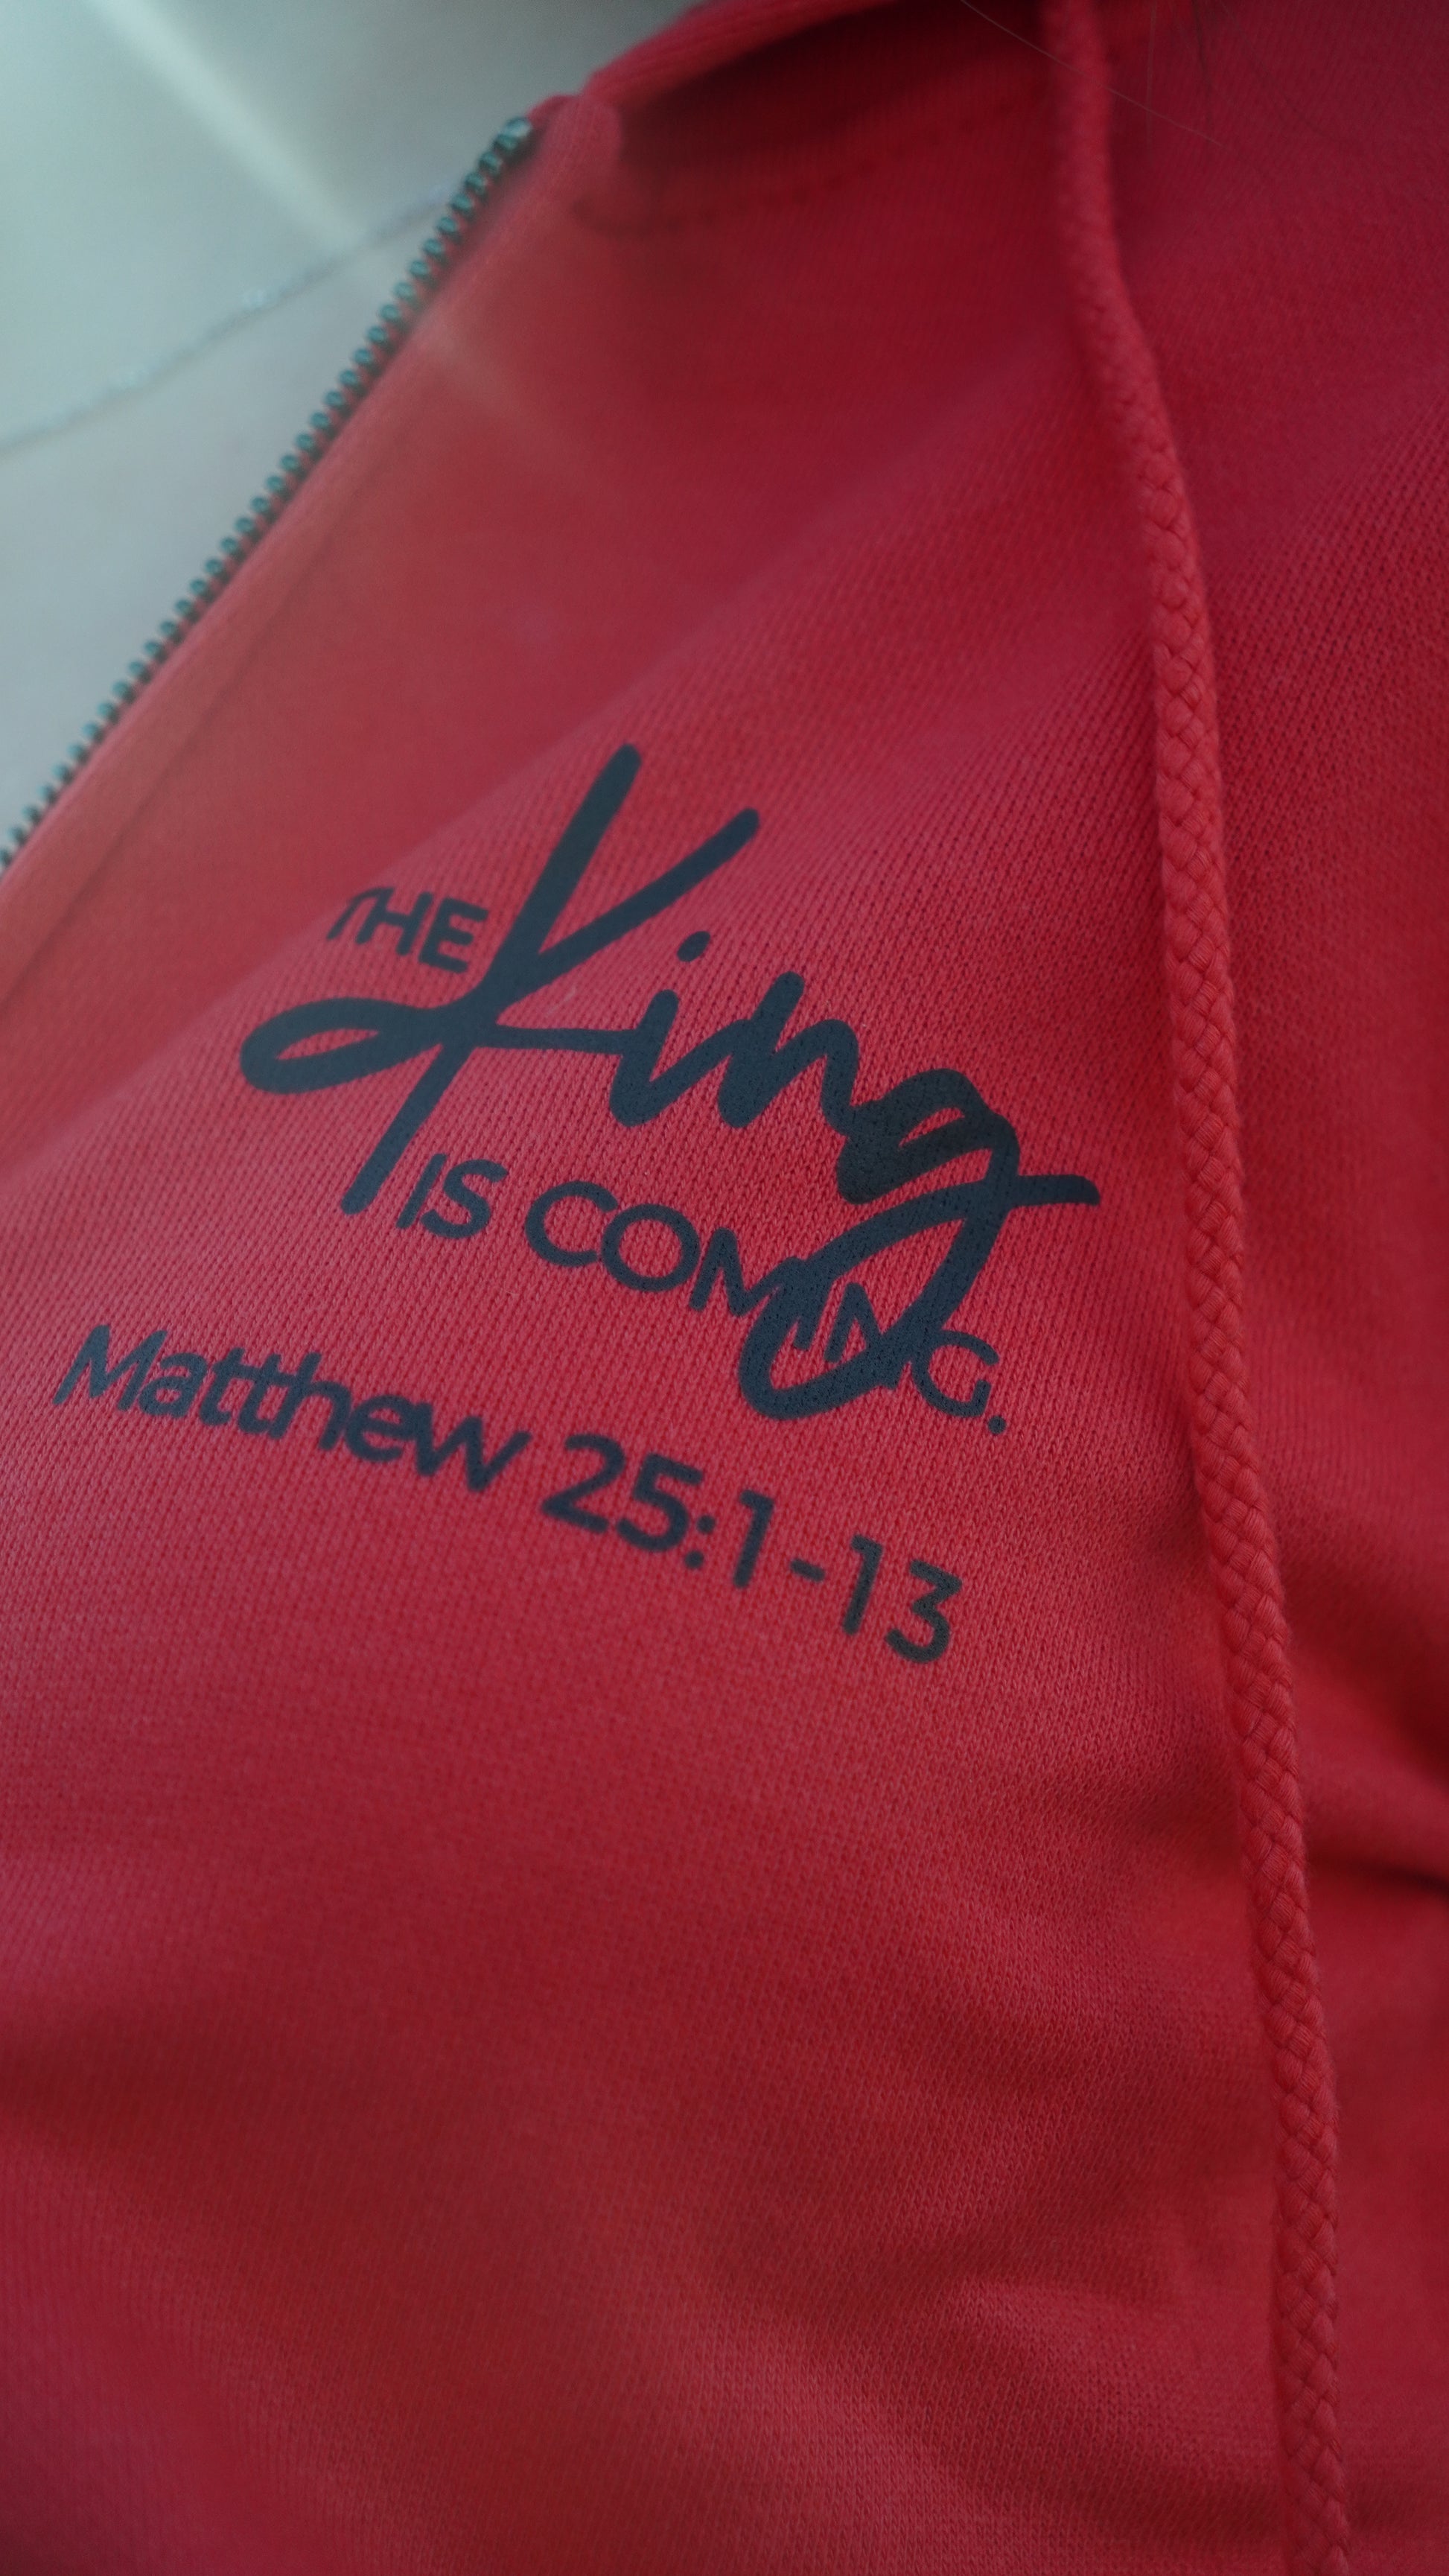 THE King
IS COMING.
Matthew 25:1-13